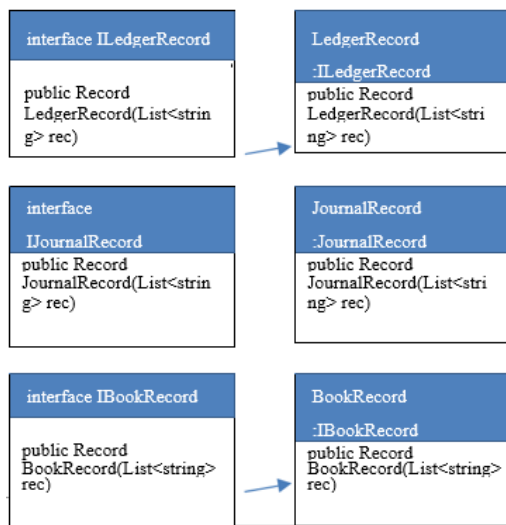 interface ILedgerRecord
public Record
LedgerRecord(List<strin
g> rec)
LedgerRecord
:ILedgerRecord
public Record
LedgerRecord(List<stri
ng> rec)
interface
IJournalRecord
public Record
JournalRecord(List<strin
g> rec)
JournalRecord
:JournalRecord
public Record
JournalRecord(List<stri
ng> rec)
interface IBookRecord
public Record
BookRecord(List<string>
rec)
BookRecord
:IBookRecord
public Record
BookRecord(List<string>
rec)